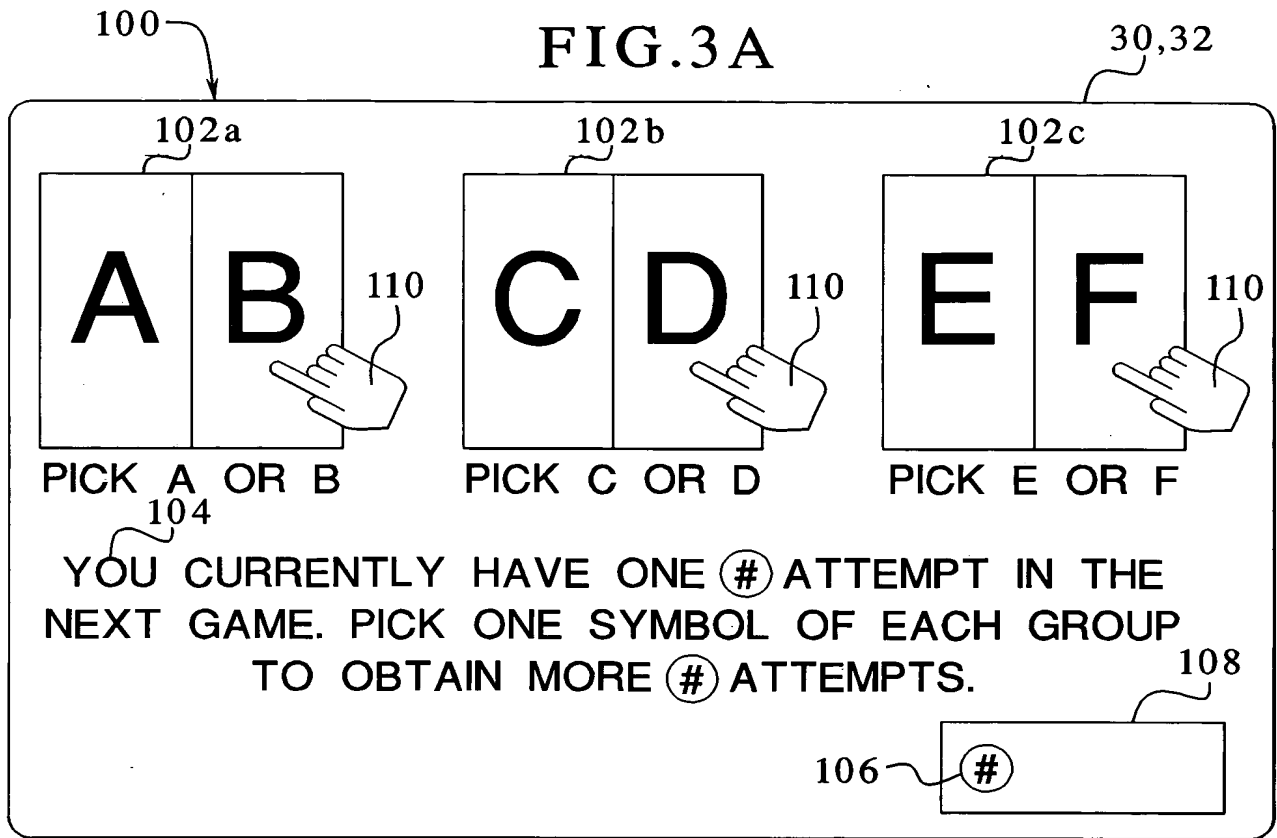 FIG.3A
100
30,32
102a
102b
102c
A B
C D
E F
110
110
110
PICK A OR B
PICK C OR D
PICK E OR F
104
YOU CURRENTLY HAVE ONE # ATTEMPT IN THE
NEXT GAME. PICK ONE SYMBOL OF EACH GROUP
TO OBTAIN MORE # ATTEMPTS.
108
106
#